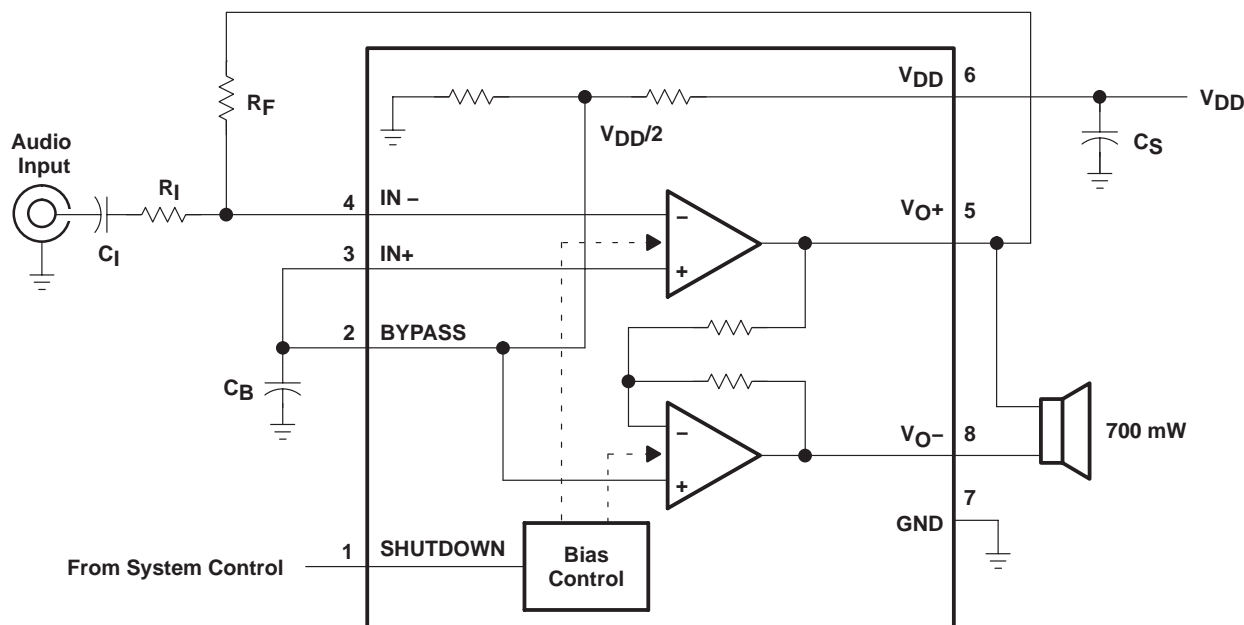 VDD
6
RF
VDD
VDD/2
Audio
Input
CS
RI
4
IN –
VO+
5
CI
3
IN+
2
BYPASS
CB
VO–
8
700 mW
7
GND
1
SHUTDOWN
Bias
Control
From System Control
–
+
–
+